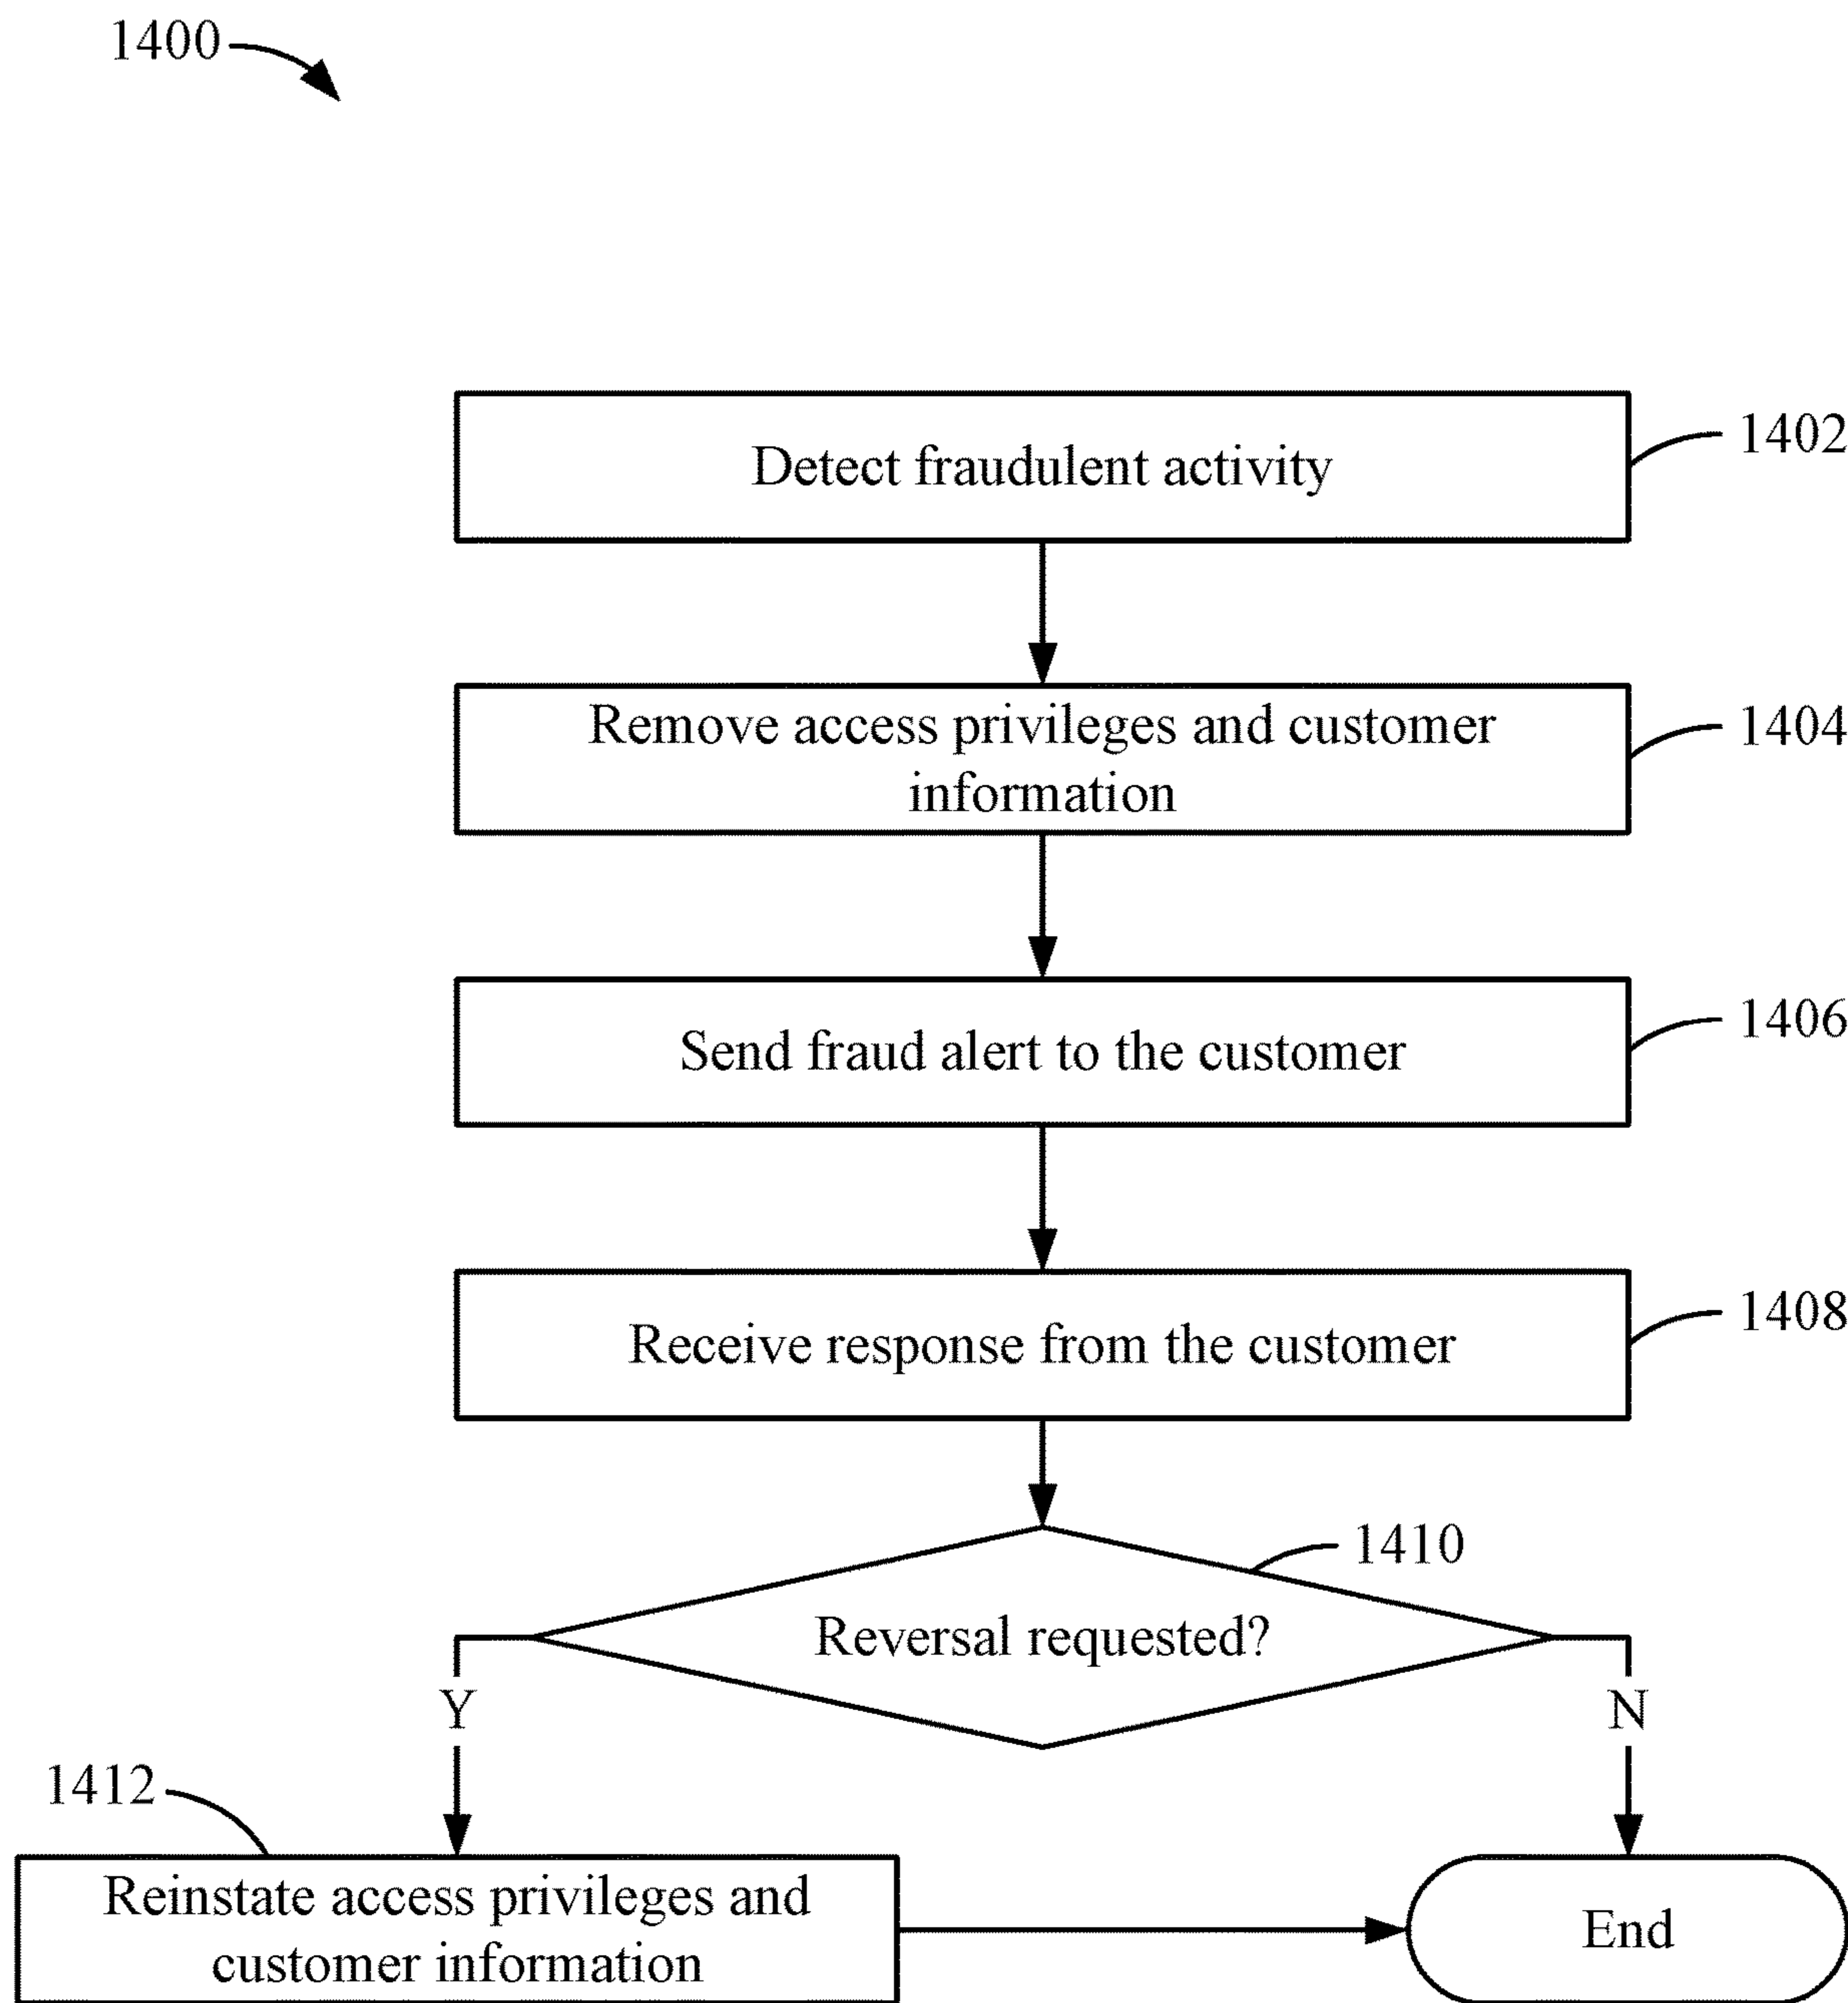 1400
Detect fraudulent activity
1402
Remove access privileges and customer
information
1404
Send fraud alert to the customer
1406
Receive response from the customer
1408
1410
Reversal requested?
Y
N
1412
Reinstate access privileges and
customer information
End